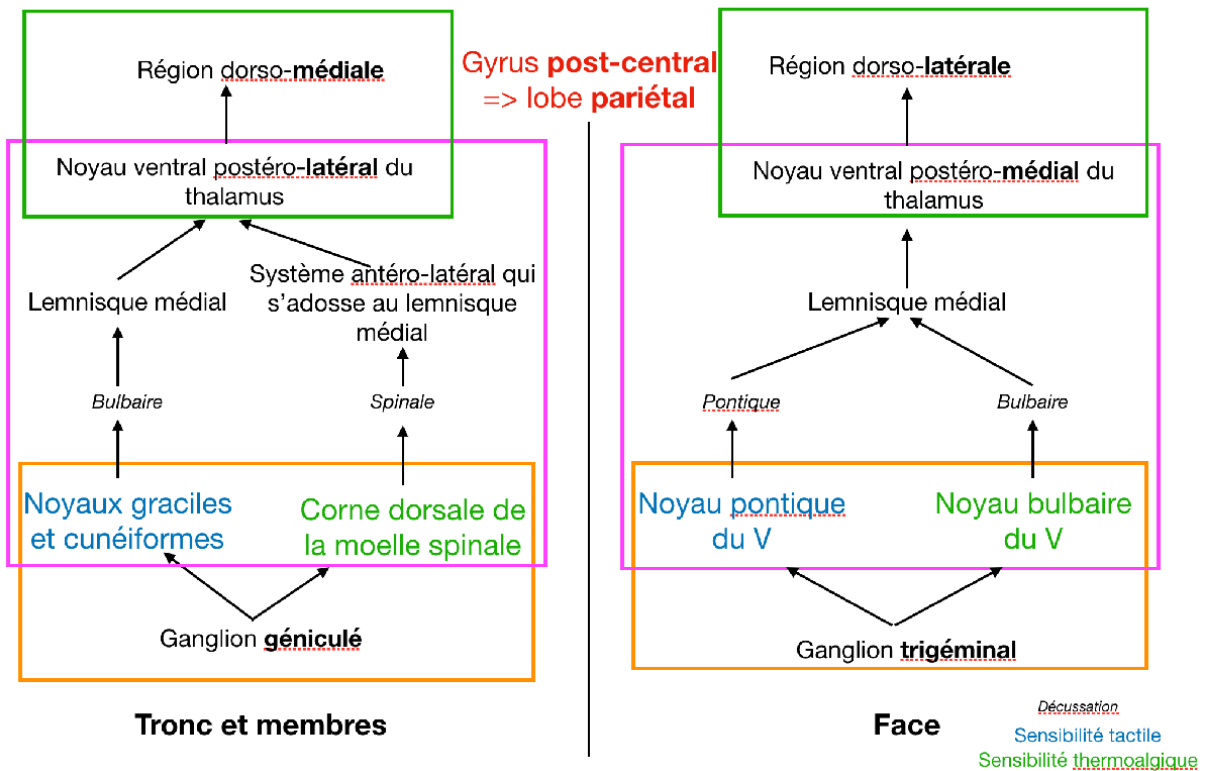 Région dorso-médiale
Gyrus post-central
=> lobe pariétal
Région dorso-latérale
Noyau ventral postéro-latéral du
thalamus
Noyau ventral postéro-médial du
thalamus
Lemnisque médial
Système antéro-latéral qui
s'adosse au lemnisque
médial
Lemnisque médial
Bulbaire
Spinale
Pontique
Bulbaire
Noyaux graciles
et cunéiformes
Corne dorsale de
la moelle spinale
Noyau pontique
du V
Noyau bulbaire
du V
Ganglion géniculé
Ganglion trigéminal
Tronc et membres
Face
Décussation
Sensibilité tactile
Sensibilité thermoalgique